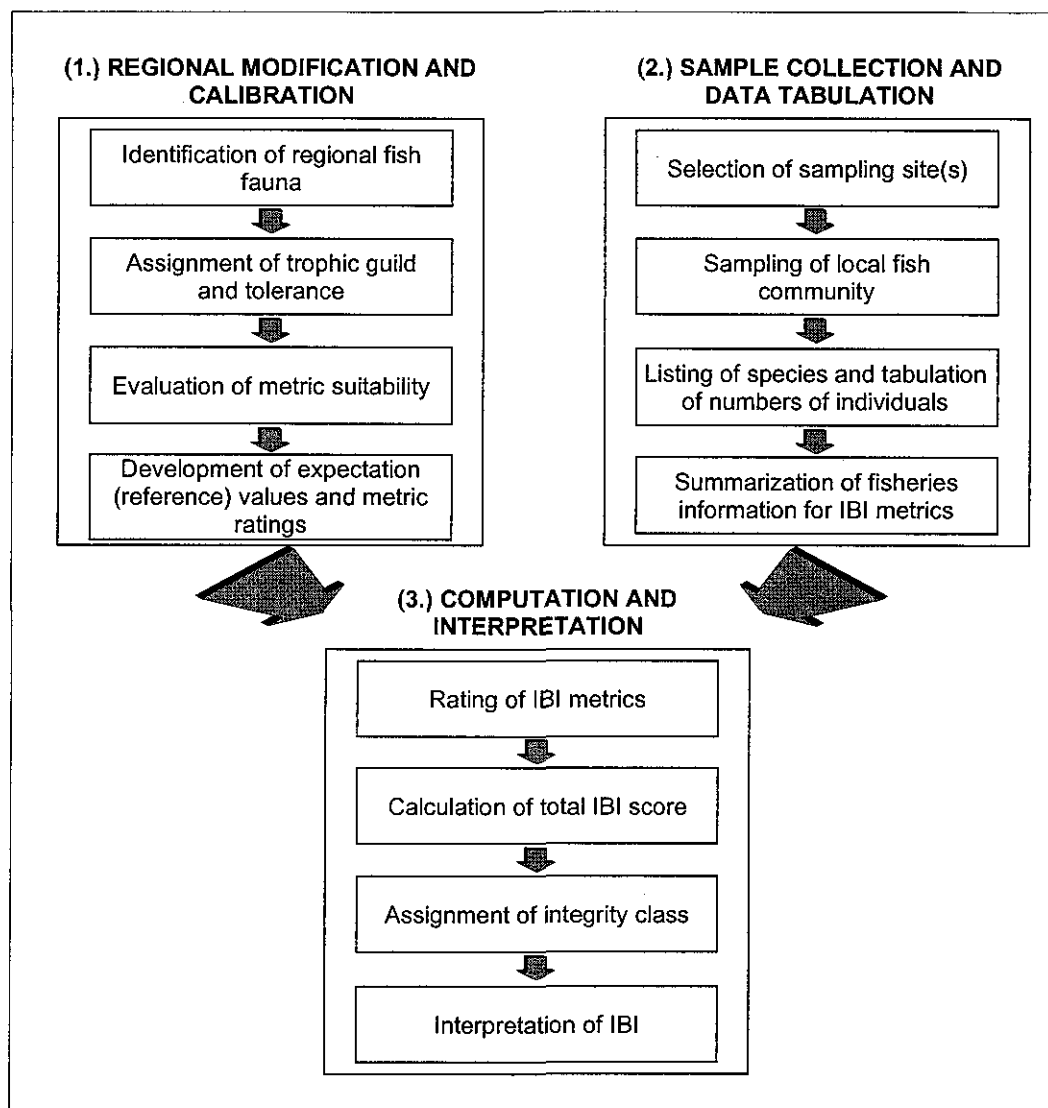 (1.) REGIONAL MODIFICATION AND
CALIBRATION
Identification of regional fish
fauna
Assignment of trophic guild
and tolerance
Evaluation of metric suitability
Development of expectation
(reference) values and metric
ratings
(2.) SAMPLE COLLECTION AND
DATA TABULATION
Selection of sampling site(s)
Sampling of local fish
community
Listing of species and tabulation
of numbers of individuals
Summarization of fisheries
information for IBI metrics
(3.) COMPUTATION AND
INTERPRETATION
Rating of IBI metrics
Calculation of total IBI score
Assignment of integrity class
Interpretation of IBI